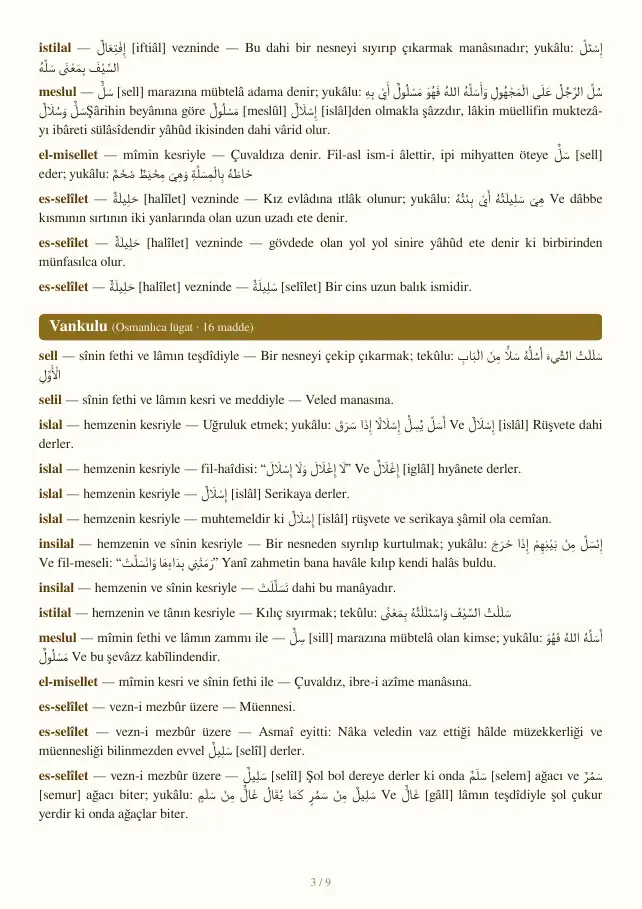 istilal — إِفْتِعَالٌ [iftiâl] vezninde — Bu dahi bir nesneyi sıyırıp çıkarmak manâsınadır; yukâlu: إِسْتَلَّ
السَّيْفَ بِمَعْنَى سَلَّهُ
meslul — سَلٌّ [sell] marazına mübtelâ adama denir; yukâlu: سُلَّ الرَّجُلُ عَلَى الْمَجْهُولِ وَأَسَلَّهُ اللهُ فَهُوَ مَسْلُولٌ أَيْ بِهِ
سَلٌّ وَسُلَالٌ Şârihin beyânına göre مَسْلُولٌ [meslûl] إِسْلَالٌ [islâl]den olmakla şâzzdır, lâkin müellifin muktezâ-
yı ibâreti sülâsîdendir yâhûd ikisinden dahi vârid olur.
el-misellet — mîmin kesriyle — Çuvaldıza denir. Fil-asl ism-i âlettir, ipi mihyatten öteye سَلٌّ [sell]
eder; yukâlu: خَاطَهُ بِالْمِسَلَّةِ وَهِيَ مِخْيَطٌ ضَخْمٌ
es-selîlet — حَلِيلَةٌ [halîlet] vezninde — Kız evlâdına ıtlâk olunur; yukâlu: هِيَ سَلِيلَتُهُ أَيْ بِنْتُهُ Ve dâbbe
kısmının sırtının iki yanlarında olan uzun uzadı ete denir.
es-selîlet — حَلِيلَةٌ [halîlet] vezninde — gövdede olan yol yol sinire yâhûd ete denir ki birbirinden
münfasılca olur.
es-selîlet — حَلِيلَةٌ [halîlet] vezninde — سَلِيلَةٌ [selîlet] Bir cins uzun balık ismidir.
Vankulu (Osmanlıca lügat · 16 madde)
sell — sînin fethi ve lâmın teşdîdiyle — Bir nesneyi çekip çıkarmak; tekûlu: سَلَلْتُ الشَّيءَ أَسُلُّهُ سَلاًّ مِنَ الْبَابِ
الْأَوَّلِ
selil — sînin fethi ve lâmın kesri ve meddiyle — Veled manasına.
islal — hemzenin kesriyle — Uğruluk etmek; yukâlu: أَسَلَّ يُسِلُّ إِسْلَالًا إِذَا سَرَقَ Ve إِسْلَالٌ [islâl] Rüşvete dahi
derler.
islal — hemzenin kesriyle — fil-haîdisi: “لَا إِغْلَالَ وَلَا إِسْلَالَ” Ve إِغْلَالٌ [iglâl] hıyânete derler.
islal — hemzenin kesriyle — إِسْلَالٌ [islâl] Serikaya derler.
islal — hemzenin kesriyle — muhtemeldir ki إِسْلَالٌ [islâl] rüşvete ve serikaya şâmil ola cemîan.
insilal — hemzenin ve sînin kesriyle — Bir nesneden sıyrılıp kurtulmak; yukâlu: إِنْسَلَّ مِنْ بَيْنِهِمْ إِذَا خَرَجَ
Ve fil-meseli: “رَمَتْنِي بِدَاءِهَا وَانْسَلَّتْ” Yanî zahmetin bana havâle kılıp kendi halâs buldu.
insilal — hemzenin ve sînin kesriyle — تَسَلَّلَتْ dahi bu manâyadır.
istilal — hemzenin ve tânın kesriyle — Kılıç sıyırmak; tekûlu: سَلَلْتُ السَّيْفَ وَاسْتَلَلْتُهُ بِمَعْنًى
meslul — mîmin fethi ve lâmın zammı ile — سِلٌّ [sill] marazına mübtelâ olan kimse; yukâlu: أَسَلَّهُ اللهُ فَهُوَ
مَسْلُولٌ Ve bu şevâzz kabîlindendir.
el-misellet — mîmin kesri ve sînin fethi ile — Çuvaldız, ibre-i azîme manâsına.
es-selîlet — vezn-i mezbûr üzere — Müennesi.
es-selîlet — vezn-i mezbûr üzere — Asmaî eyitti: Nâka veledin vaz ettiği hâlde müzekkerliği ve
müennesliği bilinmezden evvel سَلِيلٌ [selîl] derler.
es-selîlet — vezn-i mezbûr üzere — سَلِيلٌ [selîl] Şol bol dereye derler ki onda سَلَمٌ [selem] ağacı ve سَمُرٌ
[semur] ağacı biter; yukâlu: سَلِيلٌ مِنْ سَمُرٍ كَمَا يُقَالُ غَالٌّ مِنْ سَلَمٍ Ve غَالٌّ [gâll] lâmın teşdîdiyle şol çukur
yerdir ki onda ağaçlar biter.
3 / 9